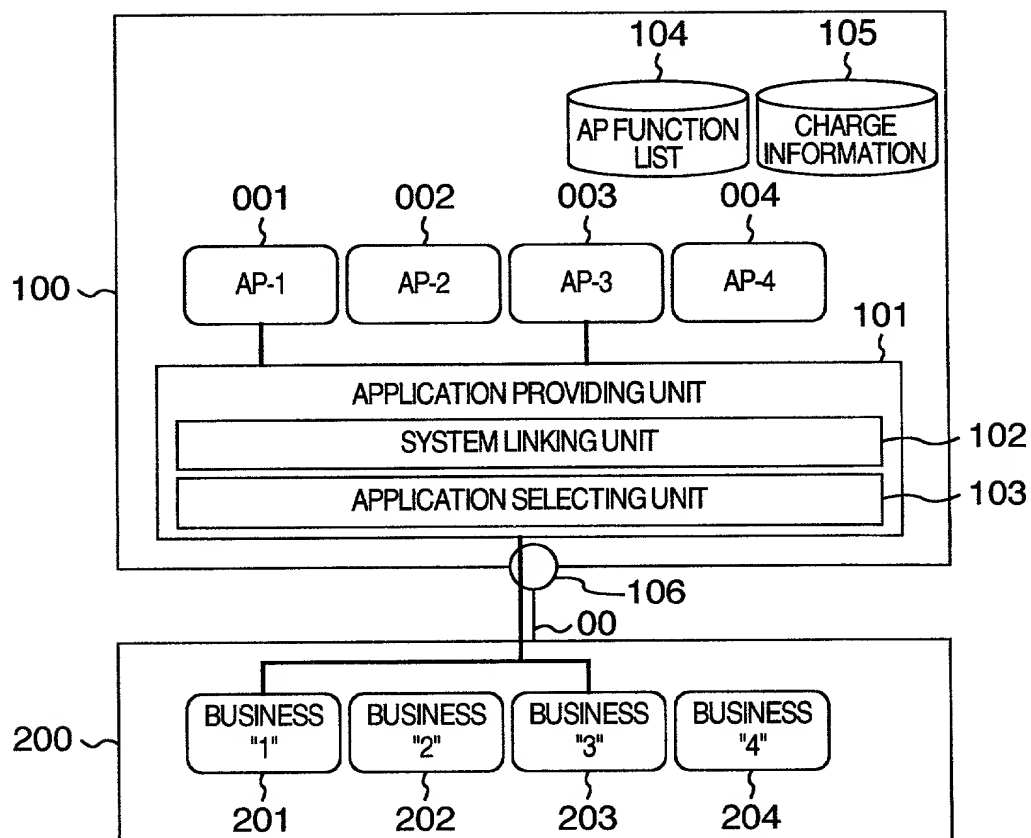 104 105
AP FUNCTION
LIST
CHARGE
INFORMATION
001 002 003 004
100
AP-1 AP-2 AP-3 AP-4
101
APPLICATION PROVIDING UNIT
SYSTEM LINKING UNIT
102
APPLICATION SELECTING UNIT
103
106
00
200
BUSINESS
"1"
BUSINESS
"2"
BUSINESS
"3"
BUSINESS
"4"
201 202 203 204